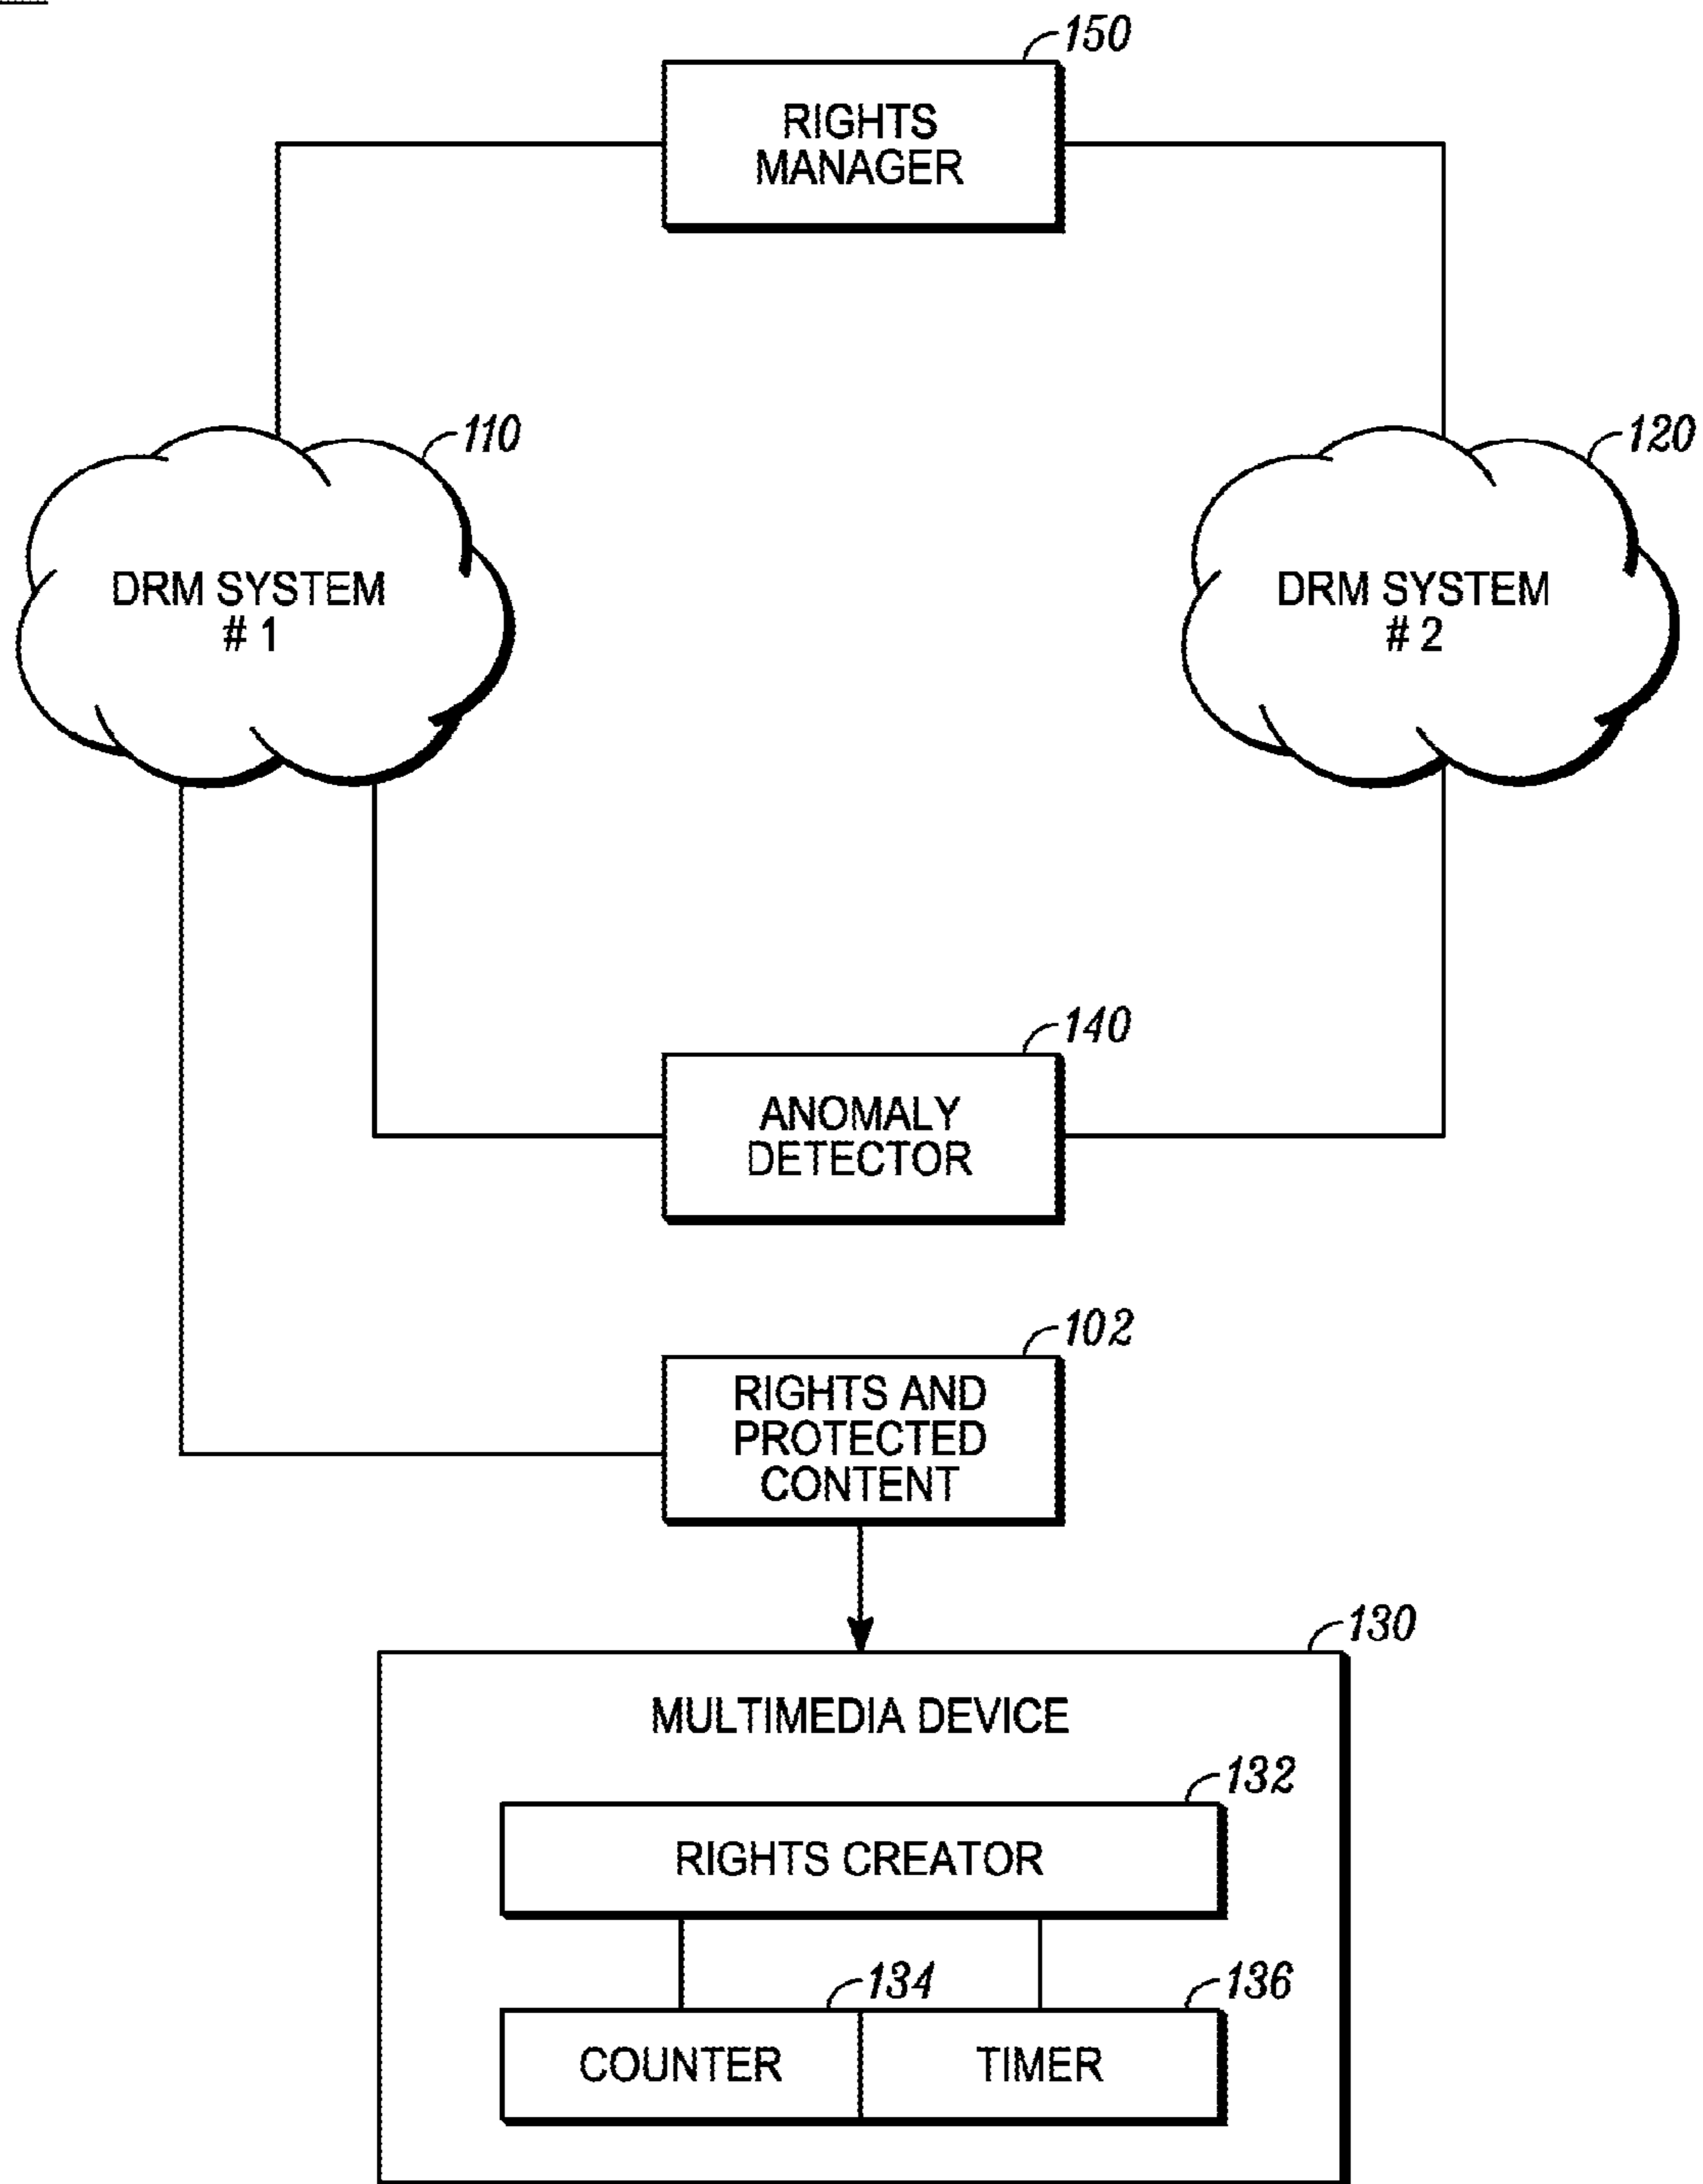 150
RIGHTS
MANAGER
110
120
DRM SYSTEM
# 1
DRM SYSTEM
# 2
140
ANOMALY
DETECTOR
102
RIGHTS AND
PROTECTED
CONTENT
130
MULTIMEDIA DEVICE
132
RIGHTS CREATOR
134
136
COUNTER
TIMER